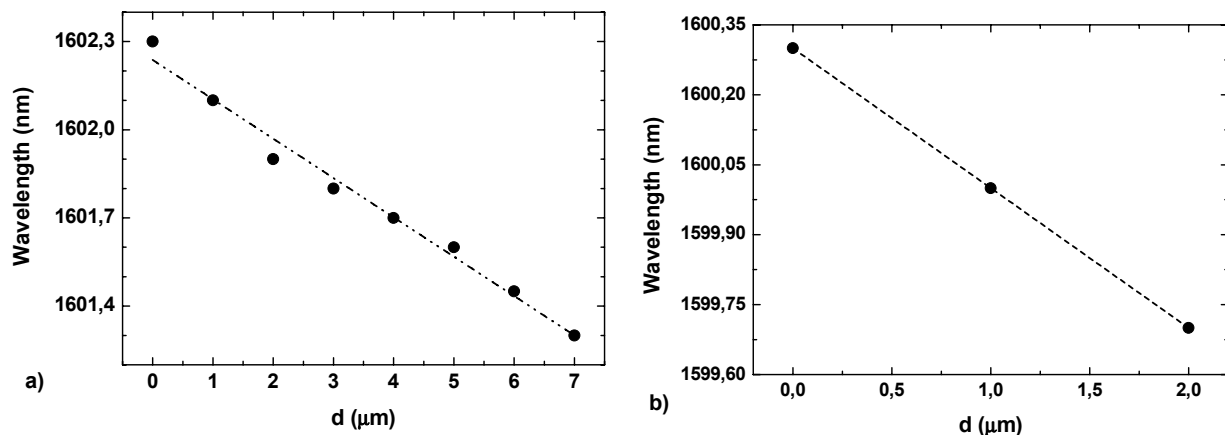 Wavelength (nm)
1602,3
1602,0
1601,7
1601,4
0 1 2 3 4 5 6 7
d (μm)
a)
Wavelength (nm)
1600,35
1600,20
1600,05
1599,90
1599,75
1599,60
0,0 0,5 1,0 1,5 2,0
d (μm)
b)